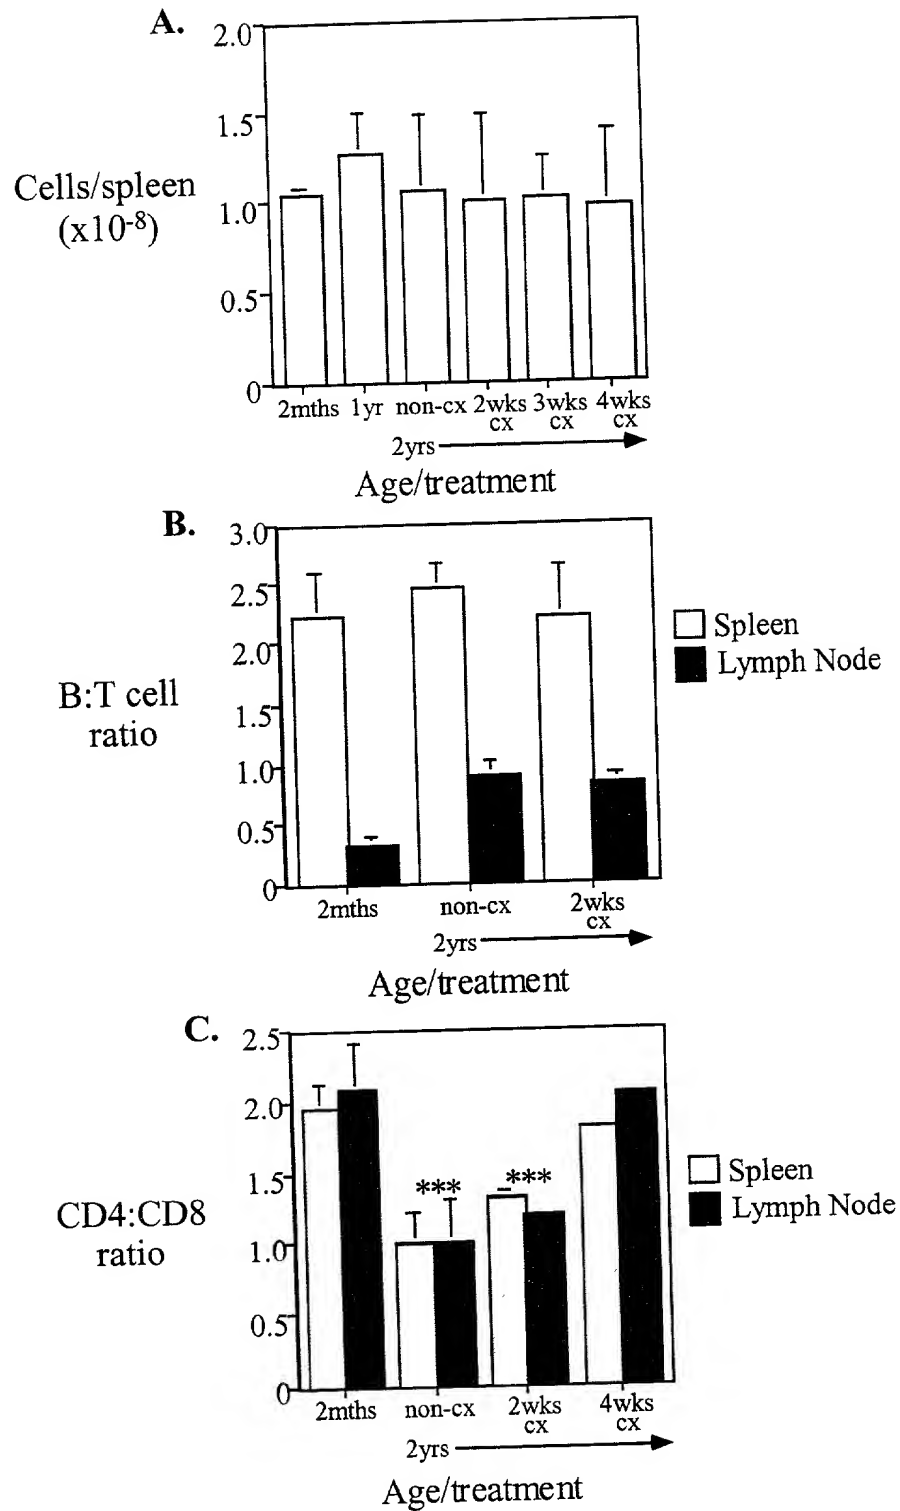 A.
2.0
1.5
Cells/spleen
(x10-8)
1.0
0.5
0
2mths 1yr non-cx 2wks 3wks 4wks
cx cx cx
2yrs
Age/treatment
B.
3.0
2.5
Spleen
2.0
Lymph Node
B:T cell
ratio
1.5
1.0
0.5
0
2mths non-cx 2wks
cx
2yrs
Age/treatment
C.
2.5
2.0
*** ***
1.5
Spleen
Lymph Node
CD4:CD8
ratio
1.0
0.5
0
2mths non-cx 2wks 4wks
cx cx
2yrs
Age/treatment